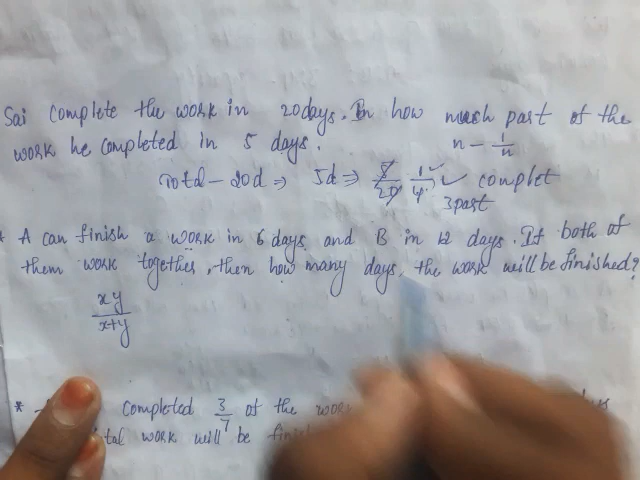 Sai complete the work in 20days. In how much part of the
work he completed in 5 days.
n - 1/n
Total - 20d ⇒ 5d ⇒ 5/20 1/4 ✓ complet
3 part
* A can finish a work in 6 days and B in 12 days. If both of
them work together, then how many days, the work will be finished?
xy/x+y
* completed 3/7 of the
work will be